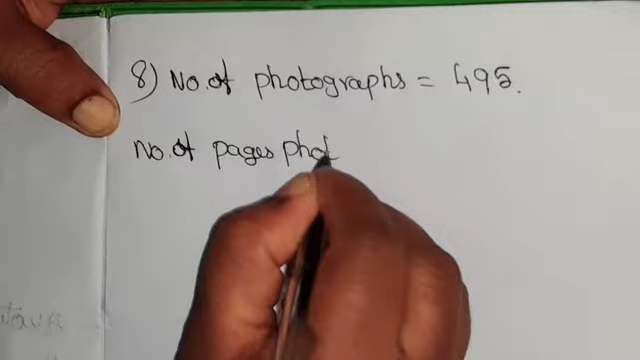 8) No. of photographs = 495.
No. of pages phot